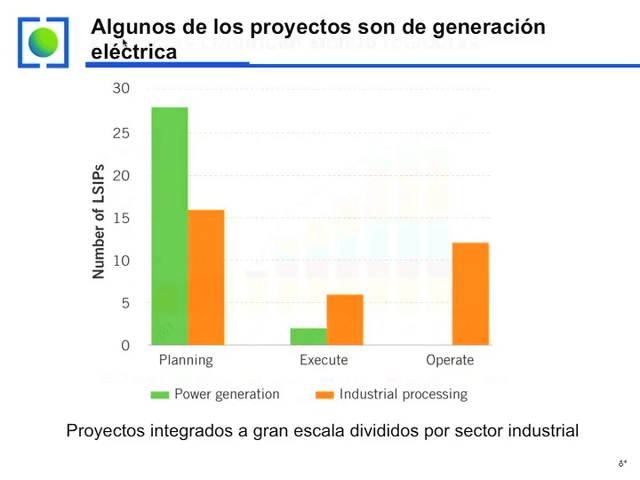 Algunos de los proyectos son de generación
eléctrica
30
25
20
15
10
5
0
Number of LSIPs
Planning
Execute
Operate
Power generation
Industrial processing
Proyectos integrados a gran escala divididos por sector industrial